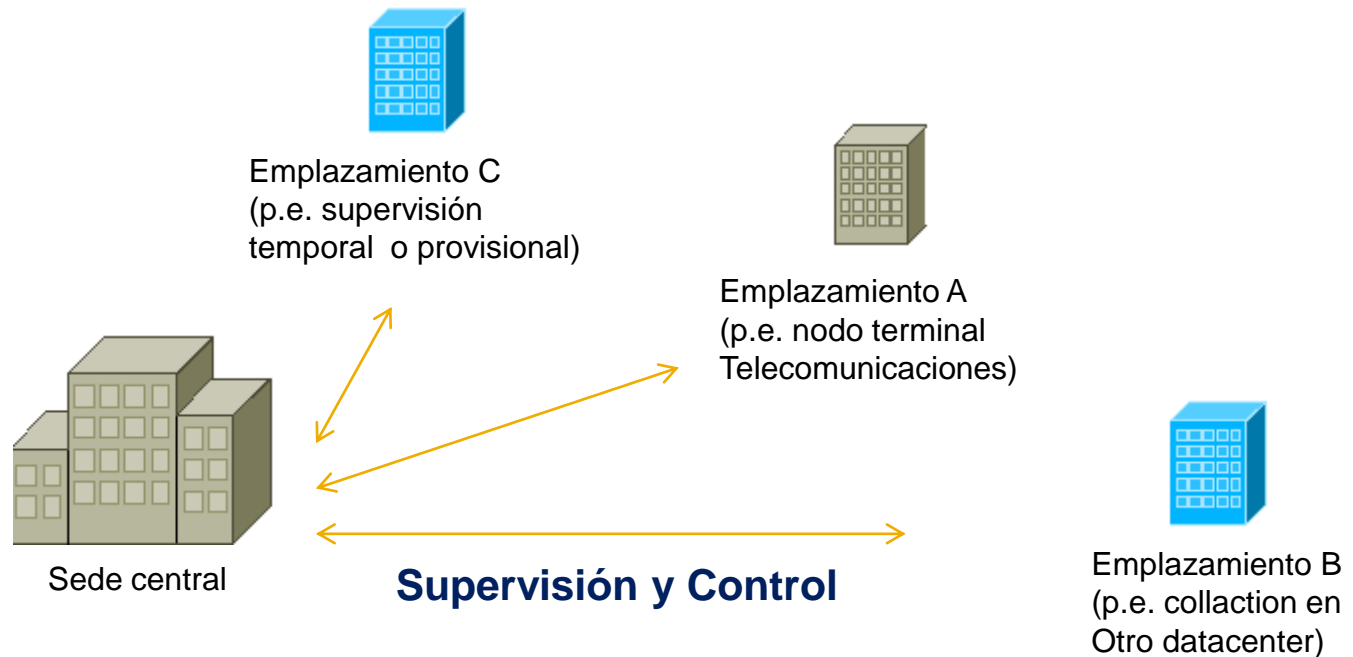 Emplazamiento C
(p.e. supervisión
temporal o provisional)
Emplazamiento A
(p.e. nodo terminal
Telecomunicaciones)
Sede central
Supervisión y Control
Emplazamiento B
(p.e. collaction en
Otro datacenter)